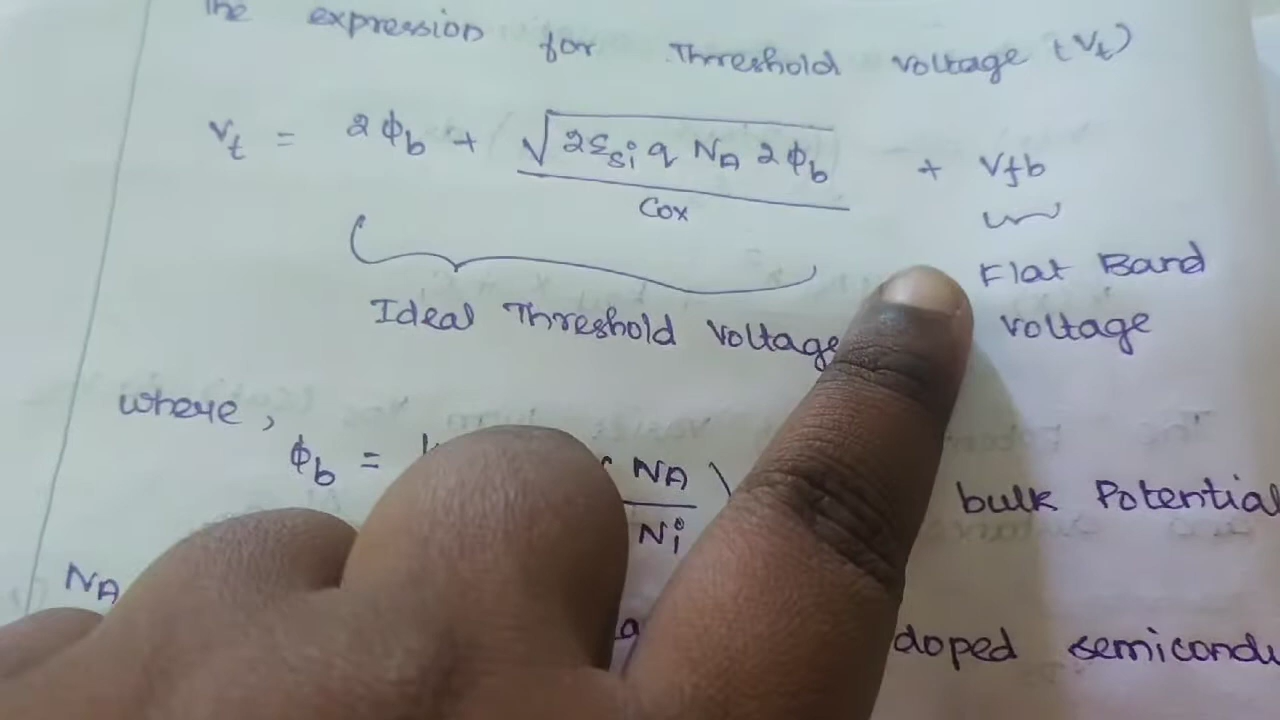 The expression for Threshold voltage (Vt)
Vt = 2ϕb + √(2εsi q NA 2ϕb) / Cox + Vfb
Ideal Threshold Voltage
Flat Band
Voltage
where,
ϕb = NA / Ni bulk Potential
NA doped